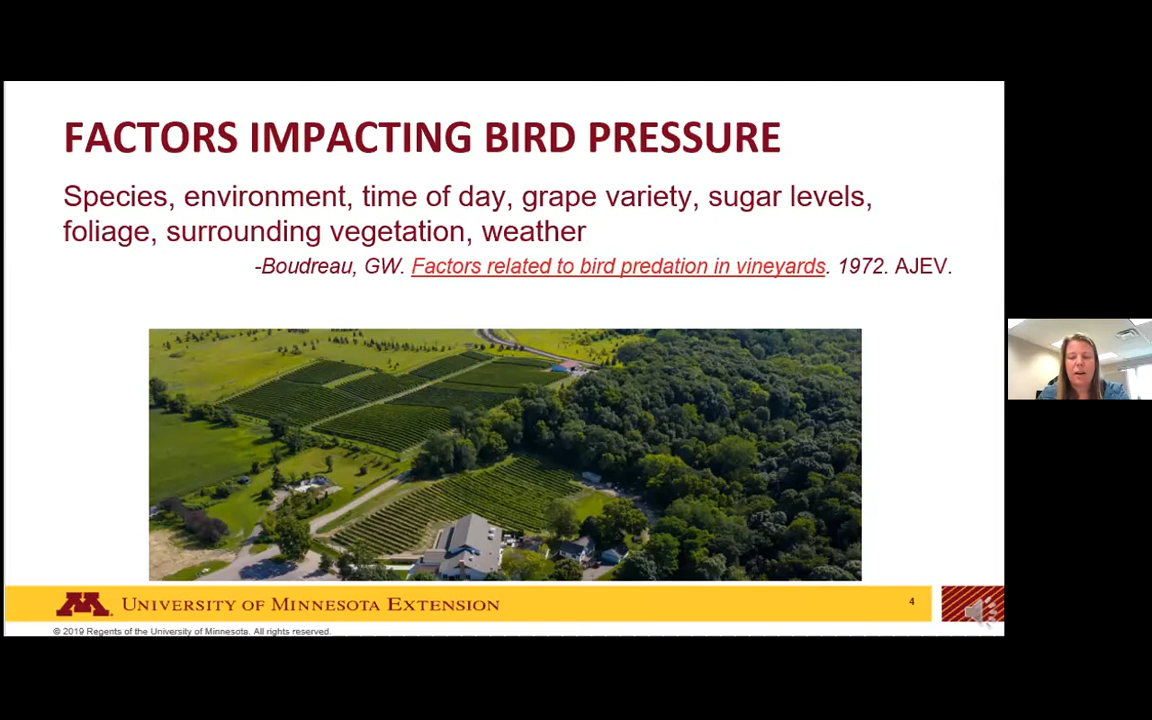 FACTORS IMPACTING BIRD PRESSURE
Species, environment, time of day, grape variety, sugar levels,
foliage, surrounding vegetation, weather
-Boudreau, GW. Factors related to bird predation in vineyards. 1972. AJEV.
M UNIVERSITY OF MINNESOTA EXTENSION
4
© 2019 Regents of the University of Minnesota. All rights reserved.